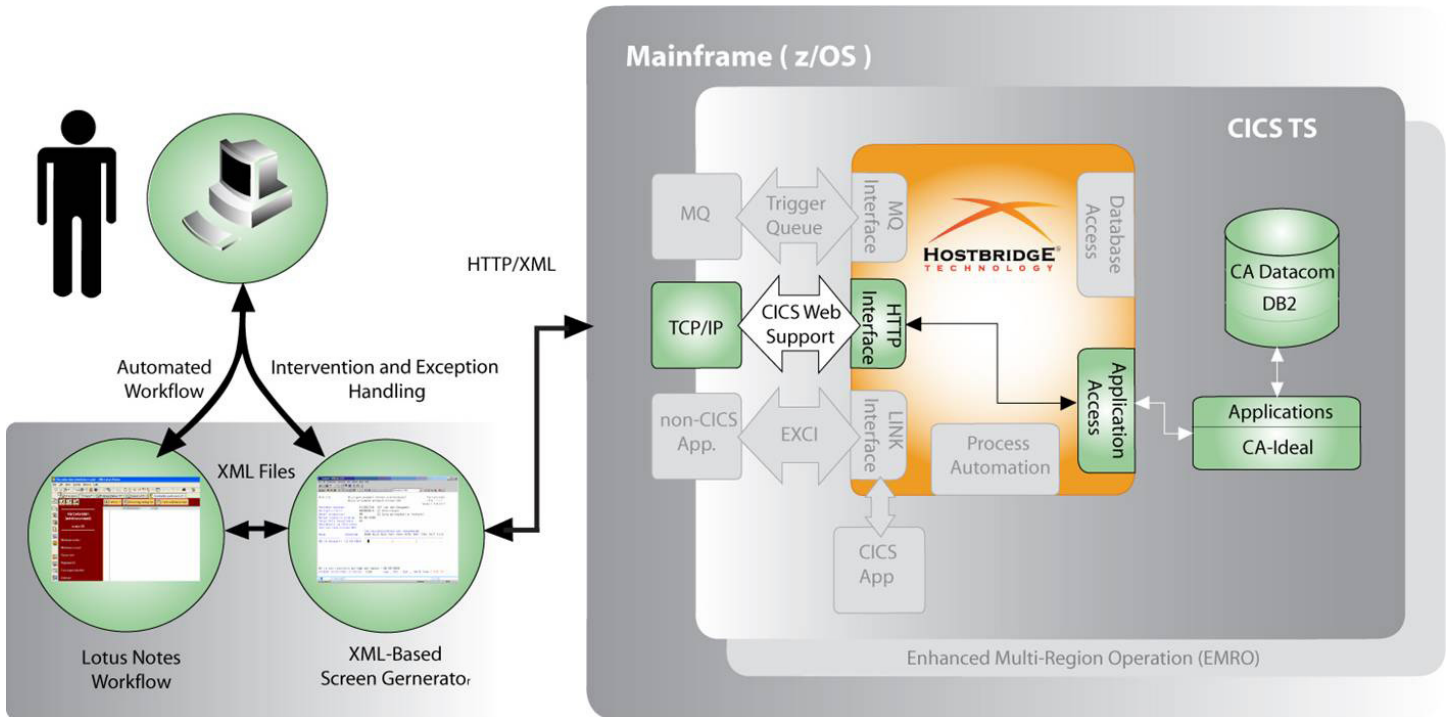 Mainframe ( z/OS )
CICS TS
HTTP/XML
Automated
Workflow
Intervention and Exception
Handling
XML Files
Lotus Notes
Workflow
XML-Based
Screen Gernerator
MQ
Trigger
Queue
MQ
Interface
TCP/IP
CICS Web
Support
HTTP
Interface
non-CICS
App.
EXCI
LINK
Interface
CICS
App
HOSTBRIDGE®
TECHNOLOGY
Database
Access
Application
Access
Process
Automation
CA Datacom
DB2
Applications
CA-Ideal
Enhanced Multi-Region Operation (EMRO)